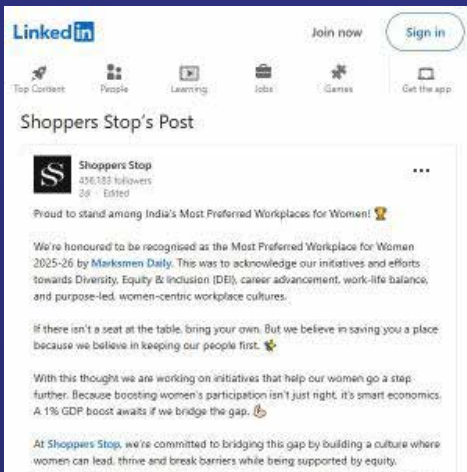 Linked in
Join now
Sign in
Top Content
People
Learning
Jobs
Games
Get the app
Shoppers Stop's Post
Shoppers Stop
456,183 followers
Edited
Proud to stand among India's Most Preferred Workplaces for Women! 🏆
We're honoured to be recognised as the Most Preferred Workplace for Women
2025-26 by Marksmen Daily. This was to acknowledge our initiatives and efforts
towards Diversity, Equity & Inclusion (DEI), career advancement, work-life balance,
and purpose-led, women-centric workplace cultures.
If there isn't a seat at the table, bring your own. But we believe in saving you a place
because we believe in keeping our people first.
With this thought we are working on initiatives that help our women go a step
further. Because boosting women's participation isn't just right, it's smart economics.
A 1% GDP boost awaits if we bridge the gap. 💪
At Shoppers Stop, we're committed to bridging this gap by building a culture where
women can lead, thrive and break barriers while being supported by equity.